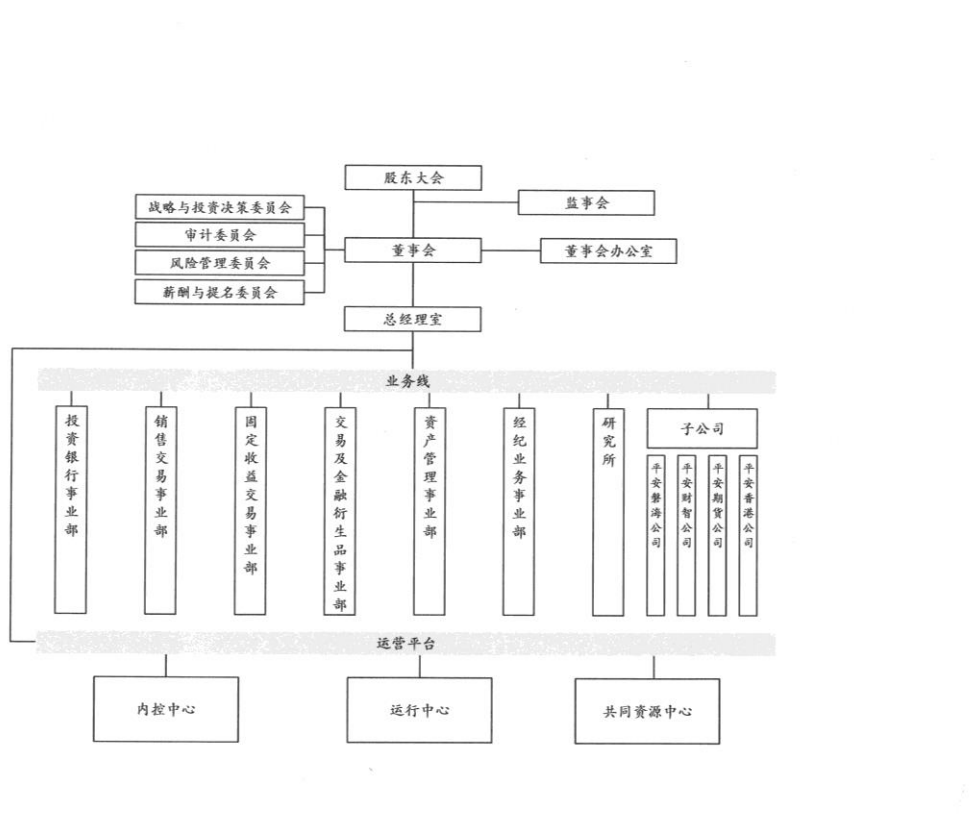 股东大会
监事会
战略与投资决策委员会
审计委员会
风险管理委员会
薪酬与提名委员会
董事会
董事会办公室
总经理室
业务线
投资银行事业部
销售交易事业部
固定收益交易事业部
交易及金融衍生品事业部
资产管理事业部
经纪业务事业部
研究所
子公司
平安磐海公司
平安财智公司
平安期货公司
平安香港公司
运营平台
内控中心
运行中心
共同资源中心